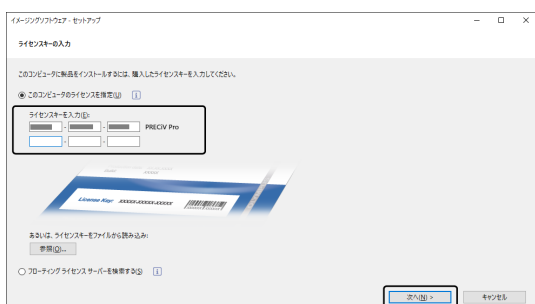 イメージングソフトウェア - セットアップ
ライセンスキーの入力
このコンピュータに製品をインストールするには、購入したライセンスキーを入力してください。
このコンピュータのライセンスを指定(U)
ライセンスキーを入力(E):
- - PRECiV Pro
- -
License Key: XXXXX-XXXXX-XXXXX
あるいは、ライセンスキーをファイルから読み込み:
参照(O)...
フローティング ライセンス サーバーを検索する(S)
次へ(N) > キャンセル